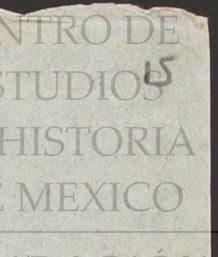 NTRO DE
STUDIOS
15
HISTORIA
E MEXICO